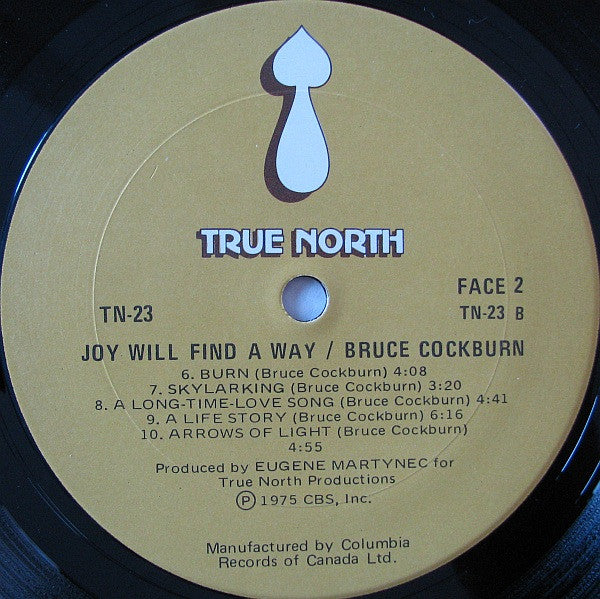 TRUE NORTH
TN-23
FACE 2
TN-23 B
JOY WILL FIND A WAY / BRUCE COCKBURN
6. BURN (Bruce Cockburn) 4:08
7. SKYLARKING (Bruce Cockburn) 3:20
8. A LONG-TIME-LOVE SONG (Bruce Cockburn) 4:41
9. A LIFE STORY (Bruce Cockburn) 6:16
10. ARROWS OF LIGHT (Bruce Cockburn)
4:55
Produced by EUGENE MARTYNEC for
True North Productions
Ⓟ 1975 CBS, Inc.
Manufactured by Columbia
Records of Canada Ltd.